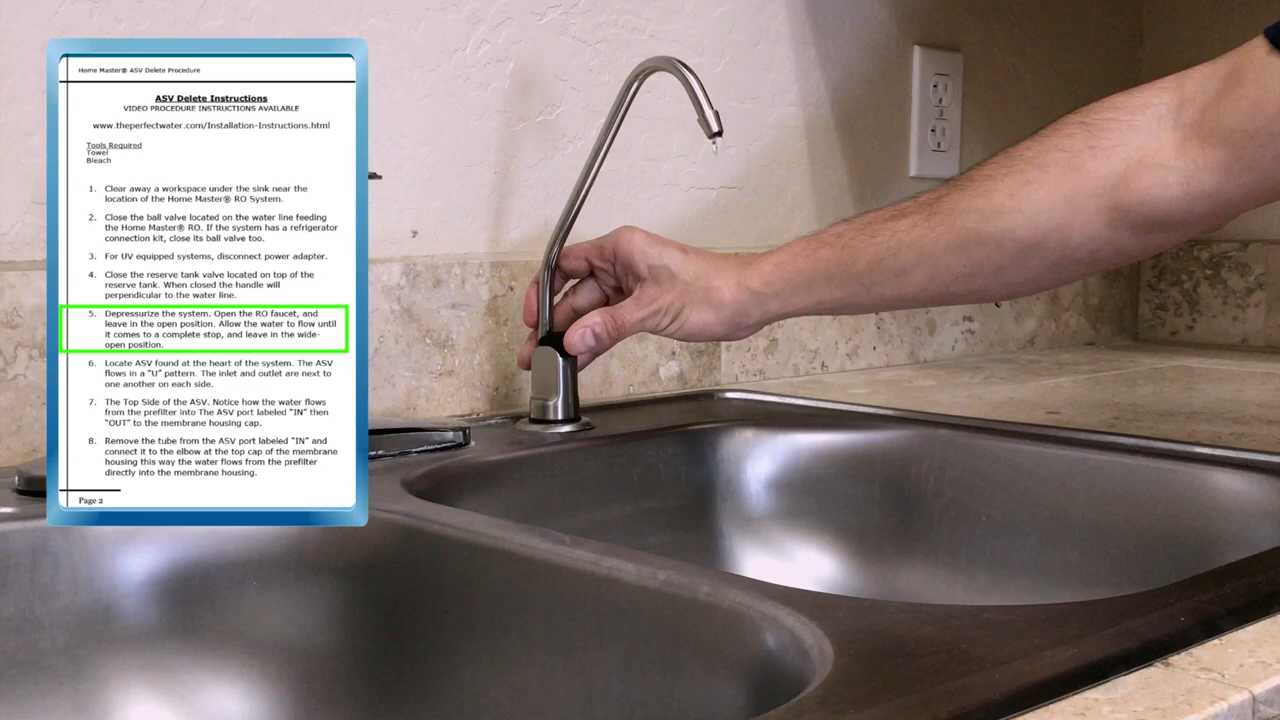 Home Master® ASV Delete Procedure
ASV Delete Instructions
VIDEO PROCEDURE INSTRUCTIONS AVAILABLE
www.theperfectwater.com/Installation-Instructions.html
Tools Required
Towel
Bleach
1. Clear away a workspace under the sink near the
location of the Home Master® RO System.
2. Close the ball valve located on the water line feeding
the Home Master® RO. If the system has a refrigerator
connection kit, close its ball valve too.
3. For UV equipped systems, disconnect power adapter.
4. Close the reserve tank valve located on top of the
reserve tank. When closed the handle will
perpendicular to the water line.
5. Depressurize the system. Open the RO faucet, and
leave in the open position. Allow the water to flow until
it comes to a complete stop, and leave in the wide-
open position.
6. Locate ASV found at the heart of the system. The ASV
flows in a "U" pattern. The inlet and outlet are next to
one another on each side.
7. The Top Side of the ASV. Notice how the water flows
from the prefilter into The ASV port labeled "IN" then
"OUT" to the membrane housing cap.
8. Remove the tube from the ASV port labeled "IN" and
connect it to the elbow at the top cap of the membrane
housing this way the water flows from the prefilter
directly into the membrane housing.
Page 2